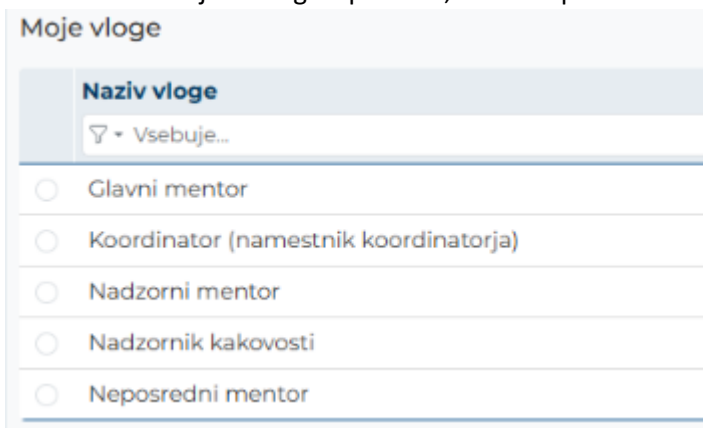 Moje vloge
Naziv vloge
Vsebuje...
Glavni mentor
Koordinator (namestnik koordinatorja)
Nadzorni mentor
Nadzornik kakovosti
Neposredni mentor